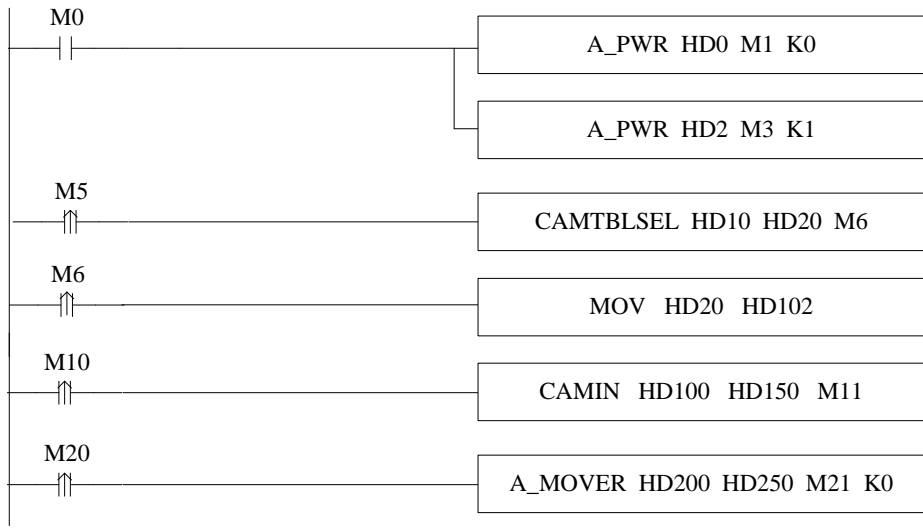 M0
A_PWR HD0 M1 K0
A_PWR HD2 M3 K1
M5
CAMTBLSEL HD10 HD20 M6
M6
MOV HD20 HD102
M10
CAMIN HD100 HD150 M11
M20
A_MOVER HD200 HD250 M21 K0